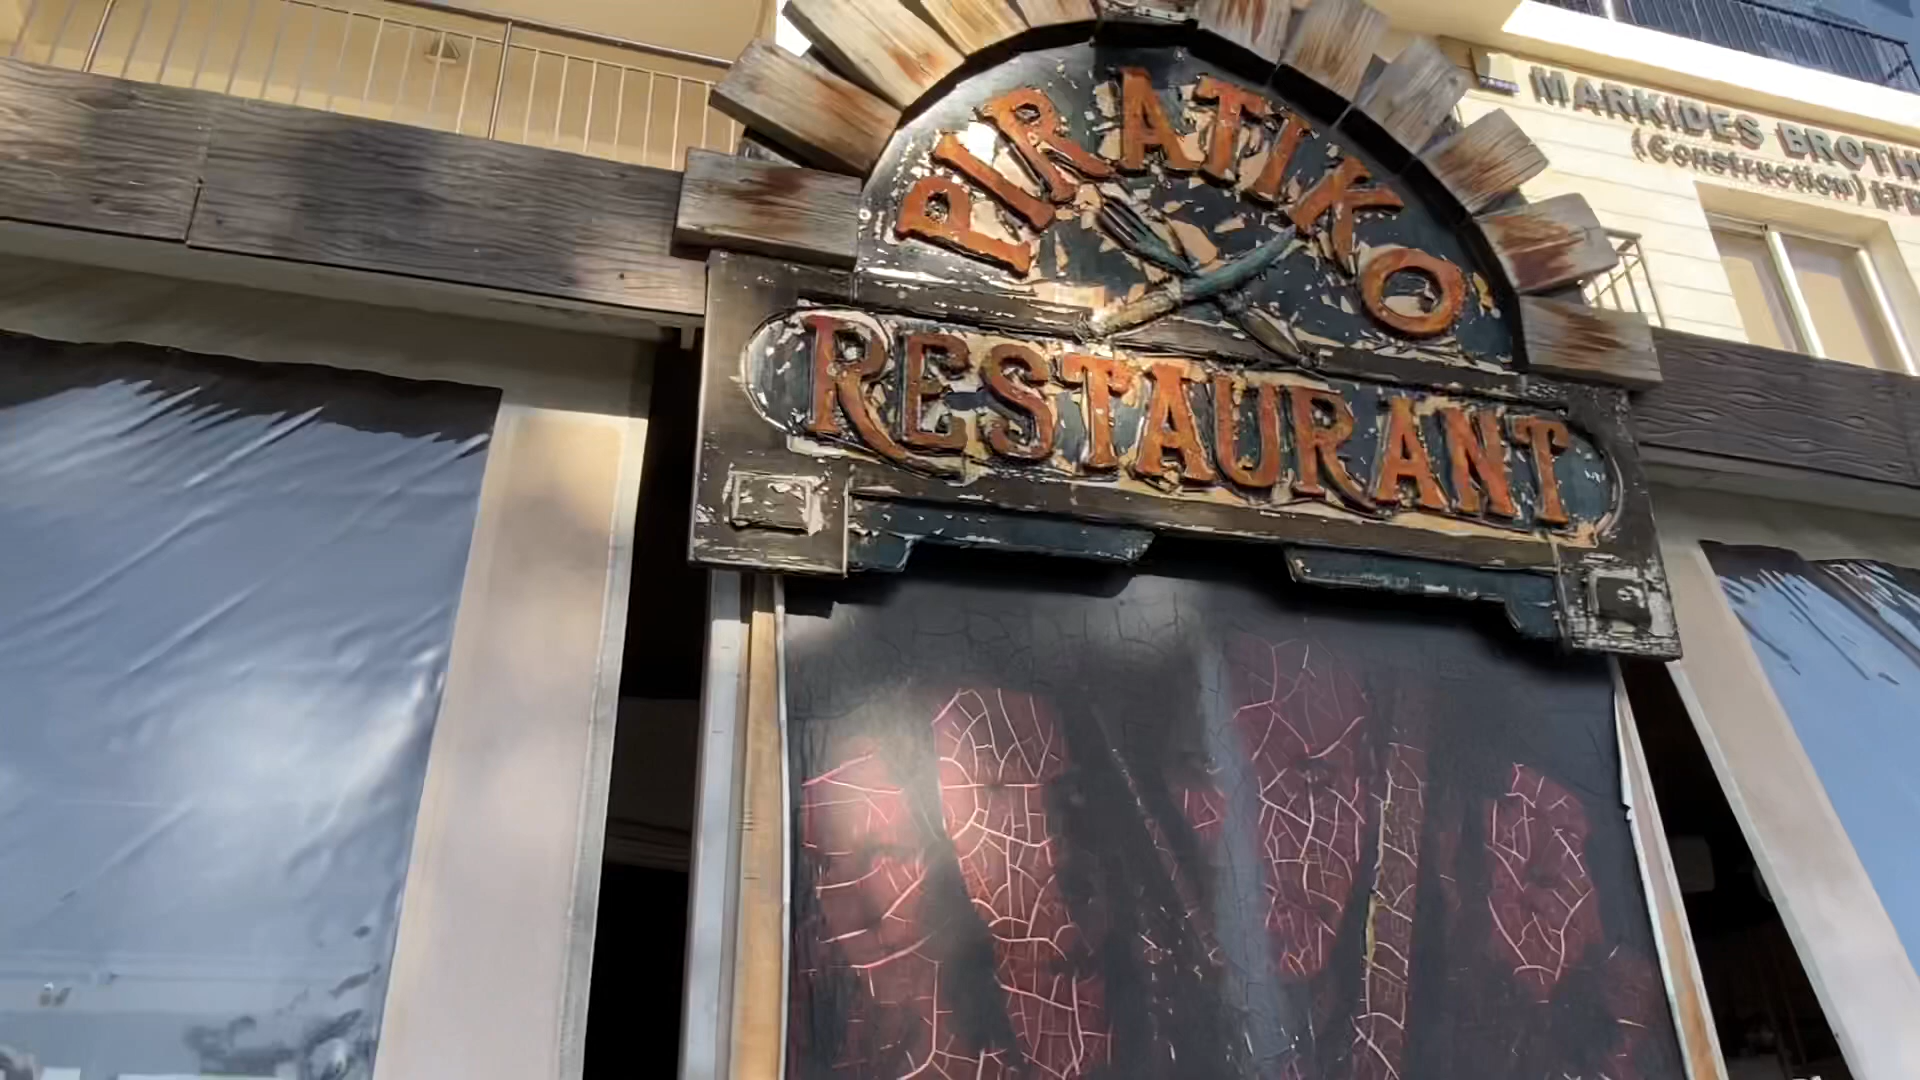 PIRATIKO
RESTAURANT
MARKIDES BROTH
(Construction) LTD